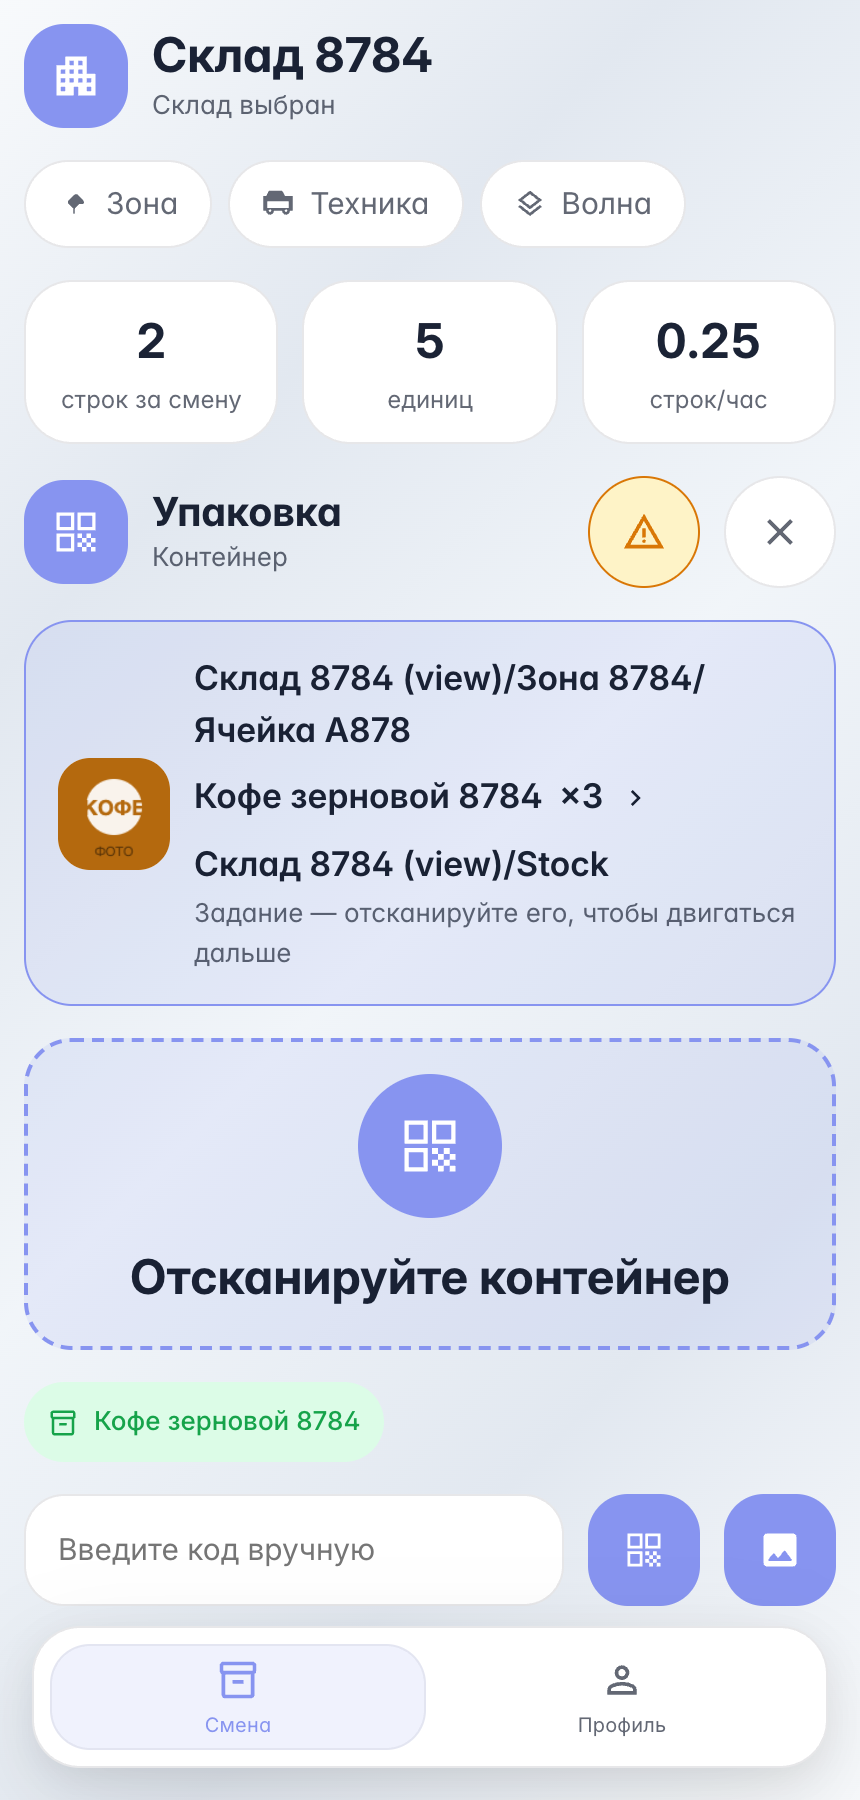 Склад 8784
Склад выбран
Зона
Техника
Волна
2
строк за смену
5
единиц
0.25
строк/час
Упаковка
Контейнер
Склад 8784 (view)/Зона 8784/
Ячейка A878
КОФЕ
ФОТО
Кофе зерновой 8784 ×3
Склад 8784 (view)/Stock
Задание — отсканируйте его, чтобы двигаться
дальше
Отсканируйте контейнер
Кофе зерновой 8784
Введите код вручную
Смена
Профиль